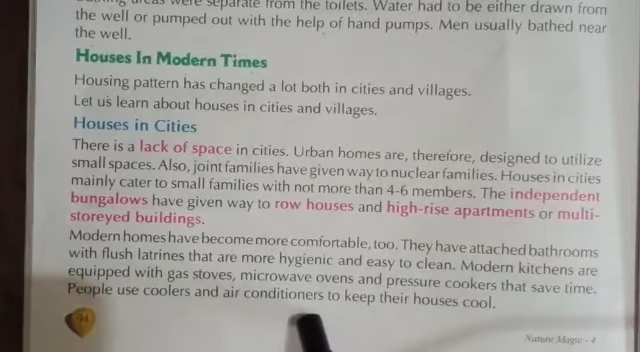 areas were separate from the toilets. Water had to be either drawn from
the well or pumped out with the help of hand pumps. Men usually bathed near
the well.
Houses In Modern Times
Housing pattern has changed a lot both in cities and villages.
Let us learn about houses in cities and villages.
Houses in Cities
There is a lack of space in cities. Urban homes are, therefore, designed to utilize
small spaces. Also, joint families have given way to nuclear families. Houses in cities
mainly cater to small families with not more than 4-6 members. The independent
bungalows have given way to row houses and high-rise apartments or multi-
storeyed buildings.
Modern homes have become more comfortable, too. They have attached bathrooms
with flush latrines that are more hygienic and easy to clean. Modern kitchens are
equipped with gas stoves, microwave ovens and pressure cookers that save time.
People use coolers and air conditioners to keep their houses cool.
Nature Magic - 4